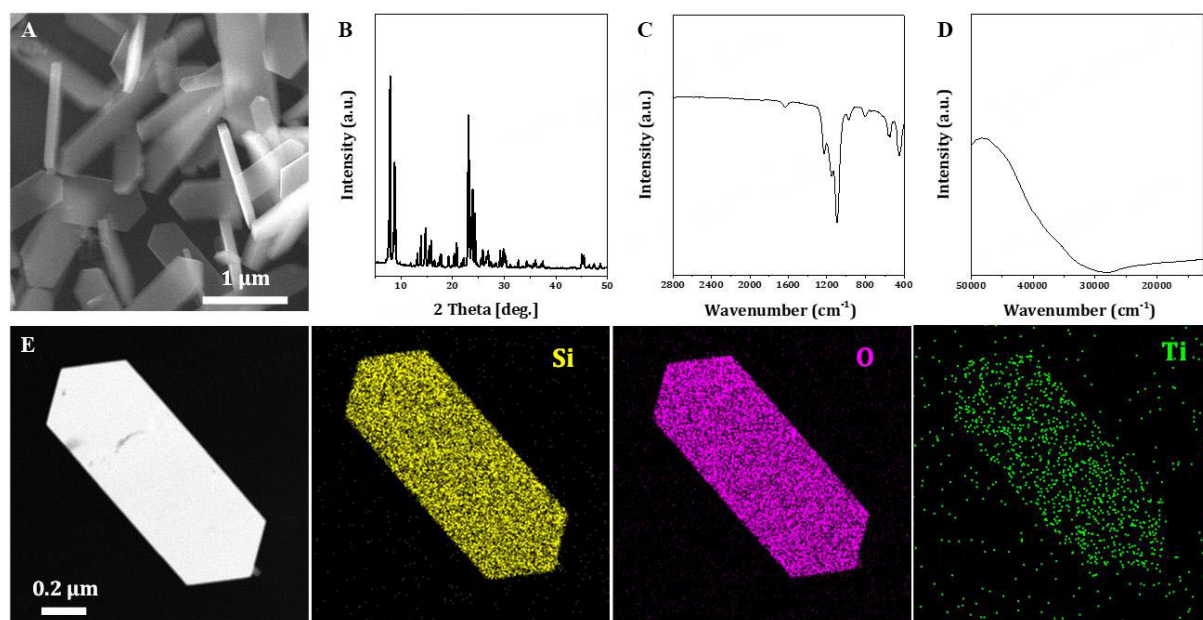 A
1 μm
B
Intensity (a.u.)
10 20 30 40 50
2 Theta [deg.]
C
Intensity (a.u.)
2800 2400 2000 1600 1200 800 400
Wavenumber (cm⁻¹)
D
Intensity (a.u.)
50000 40000 30000 20000
Wavenumber (cm⁻¹)
E
0.2 μm
Si
O
Ti